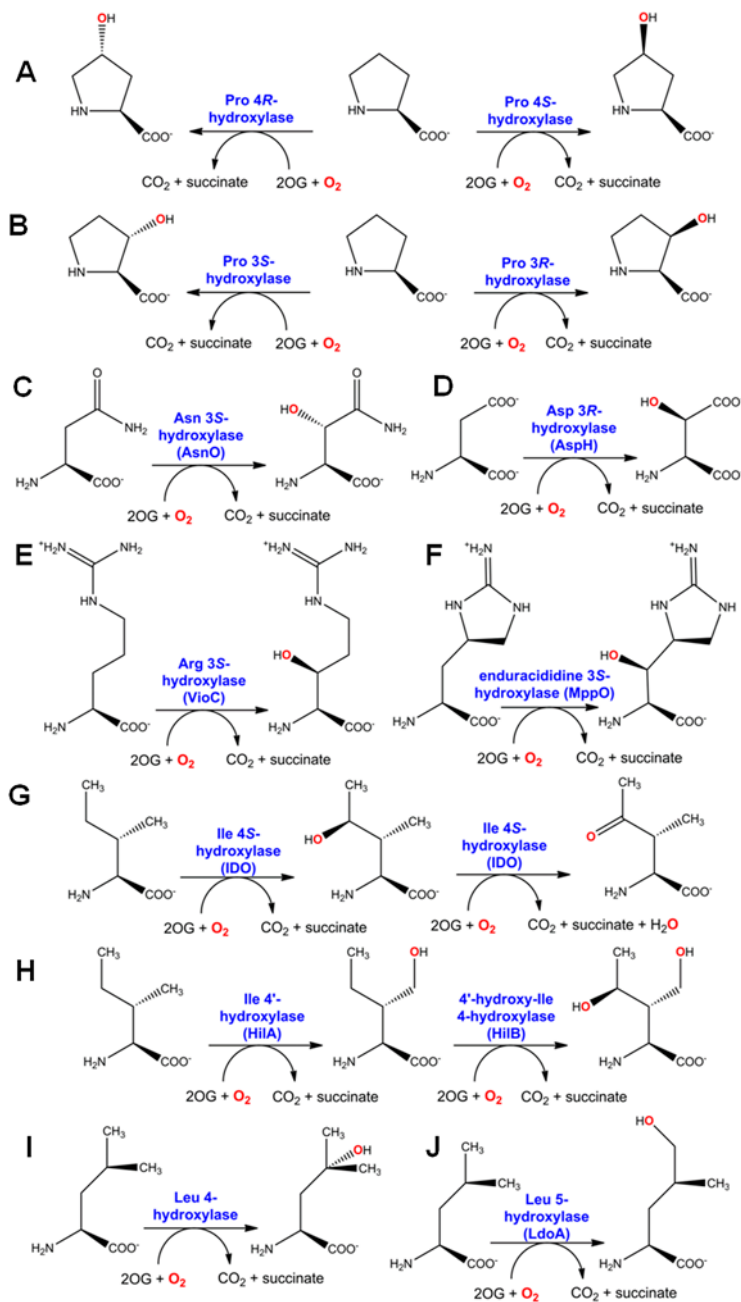 A
OH
HN
COO-
Pro 4R-
hydroxylase
CO2 + succinate
2OG + O2
HN
COO-
Pro 4S-
hydroxylase
2OG + O2
CO2 + succinate
OH
HN
COO-
B
OH
HN
COO-
Pro 3S-
hydroxylase
CO2 + succinate
2OG + O2
HN
COO-
Pro 3R-
hydroxylase
2OG + O2
CO2 + succinate
OH
HN
COO-
C
O
NH2
H2N
COO-
Asn 3S-
hydroxylase
(AsnO)
2OG + O2
CO2 + succinate
O
HO
NH2
H2N
COO-
D
COO-
H2N
COO-
Asp 3R-
hydroxylase
(AspH)
2OG + O2
CO2 + succinate
HO
COO
H2N
COO
E
+H2N
NH2
HN
H2N
COO-
Arg 3S-
hydroxylase
(VioC)
2OG + O2
CO2 + succinate
+H2N
NH2
HN
HO
H2N
COO-
F
+H2N
HN
NH
H2N
COO-
enduracididine 3S-
hydroxylase (MppO)
2OG + O2
CO2 + succinate
+H2N
HN
NH
HO
H2N
COO-
G
CH3
CH3
H2N
COO-
Ile 4S-
hydroxylase
(IDO)
2OG + O2
CO2 + succinate
CH3
HO
CH3
H2N
COO-
Ile 4S-
hydroxylase
(IDO)
2OG + O2
CO2 + succinate + H2O
CH3
O
CH3
H2N
COO-
H
CH3
CH3
H2N
COO-
Ile 4'-
hydroxylase
(HilA)
2OG + O2
CO2 + succinate
CH3
OH
H2N
COO-
4'-hydroxy-Ile
4-hydroxylase
(HilB)
2OG + O2
CO2 + succinate
CH3
OH
HO
H2N
COO-
I
CH3
CH3
H2N
COO-
Leu 4-
hydroxylase
2OG + O2
CO2 + succinate
CH3
OH
CH3
H2N
COO-
J
CH3
CH3
H2N
COO-
Leu 5-
hydroxylase
(LdoA)
2OG + O2
CO2 + succinate
HO
CH3
H2N
COO-